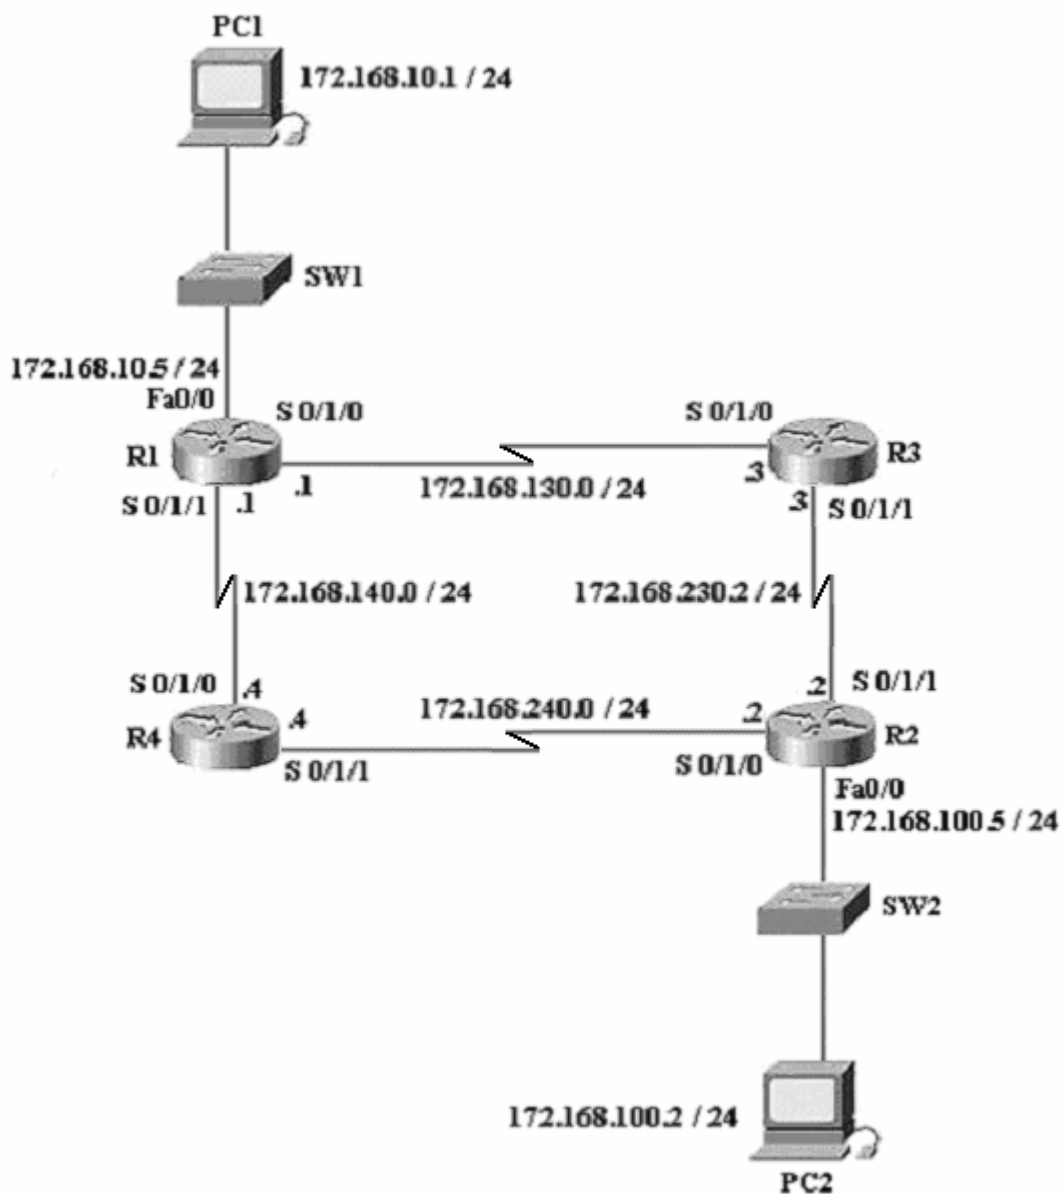 PC1
172.168.10.1 / 24
SW1
172.168.10.5 / 24
Fa0/0
S 0/1/0
S 0/1/0
R1
R3
.1
.3
172.168.130.0 / 24
S 0/1/1
.1
.3
S 0/1/1
172.168.140.0 / 24
172.168.230.2 / 24
S 0/1/0
.4
.2
S 0/1/1
172.168.240.0 / 24
.4
.2
R4
R2
S 0/1/1
S 0/1/0
Fa0/0
172.168.100.5 / 24
SW2
172.168.100.2 / 24
PC2